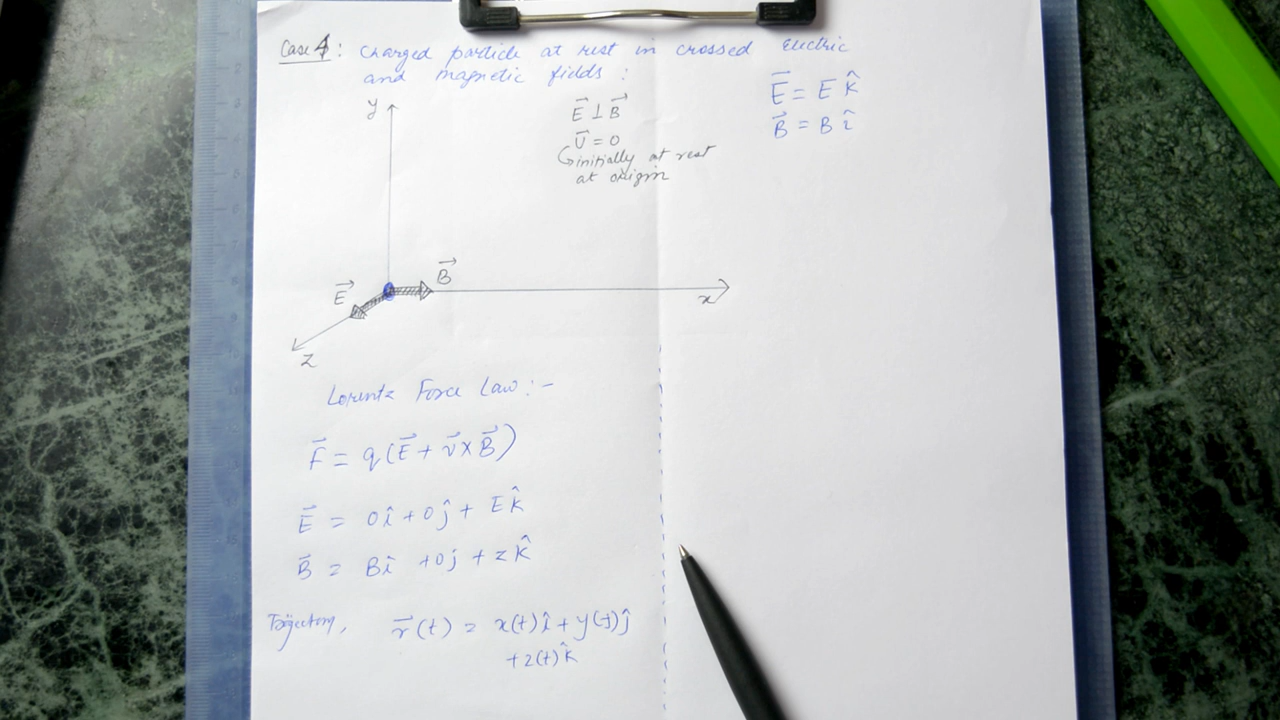 Case 4: Charged particle at rest in crossed Electric
and magnetic fields :
E⃗ = E k̂
B⃗ = B î
y
E⃗ ⊥ B⃗
U⃗ = 0
↳ initially at rest
at origin
B⃗
E⃗
x
z
Lorentz Force Law :-
F⃗ = q(E⃗ + v⃗ × B⃗)
E⃗ = 0î + 0ĵ + Ek̂
B⃗ = Bî + 0ĵ + zk̂
Trajectory, r⃗(t) = x(t)î + y(t)ĵ
+ z(t)k̂